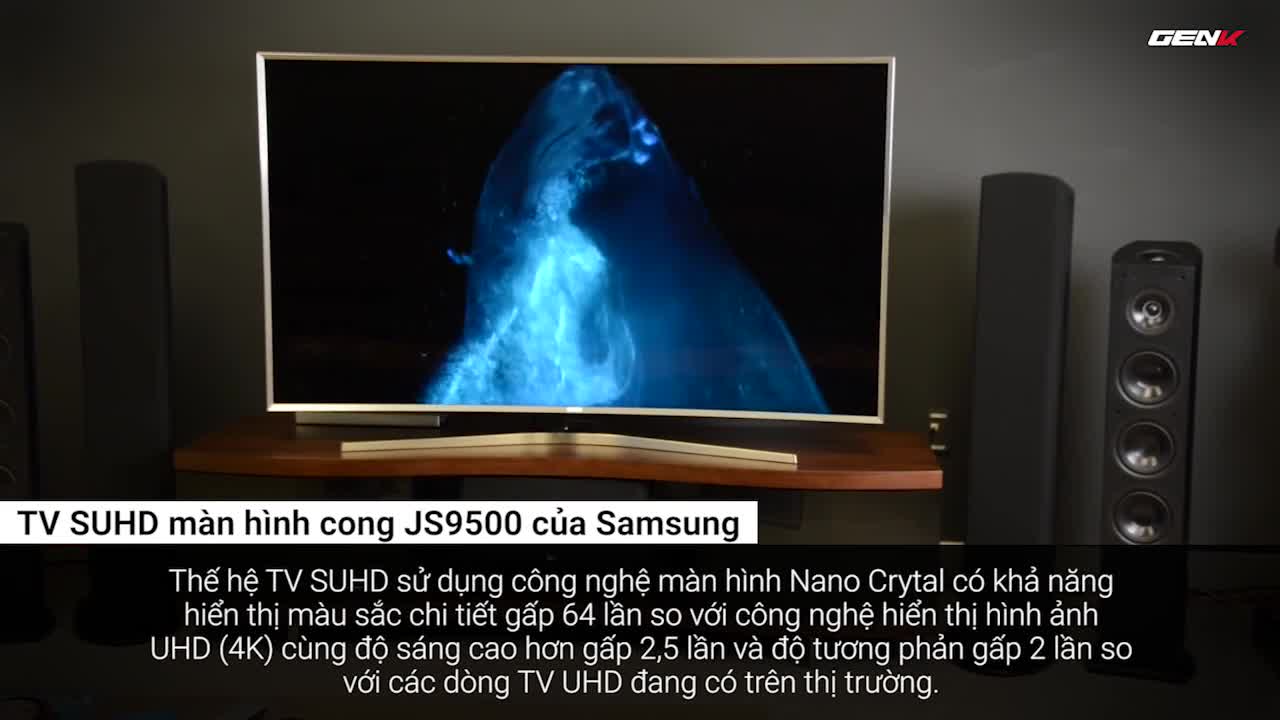 GENK
TV SUHD màn hình cong JS9500 của Samsung
Thế hệ TV SUHD sử dụng công nghệ màn hình Nano Crytal có khả năng
hiển thị màu sắc chi tiết gấp 64 lần so với công nghệ hiển thị hình ảnh
UHD (4K) cùng độ sáng cao hơn gấp 2,5 lần và độ tương phản gấp 2 lần so
với các dòng TV UHD đang có trên thị trường.